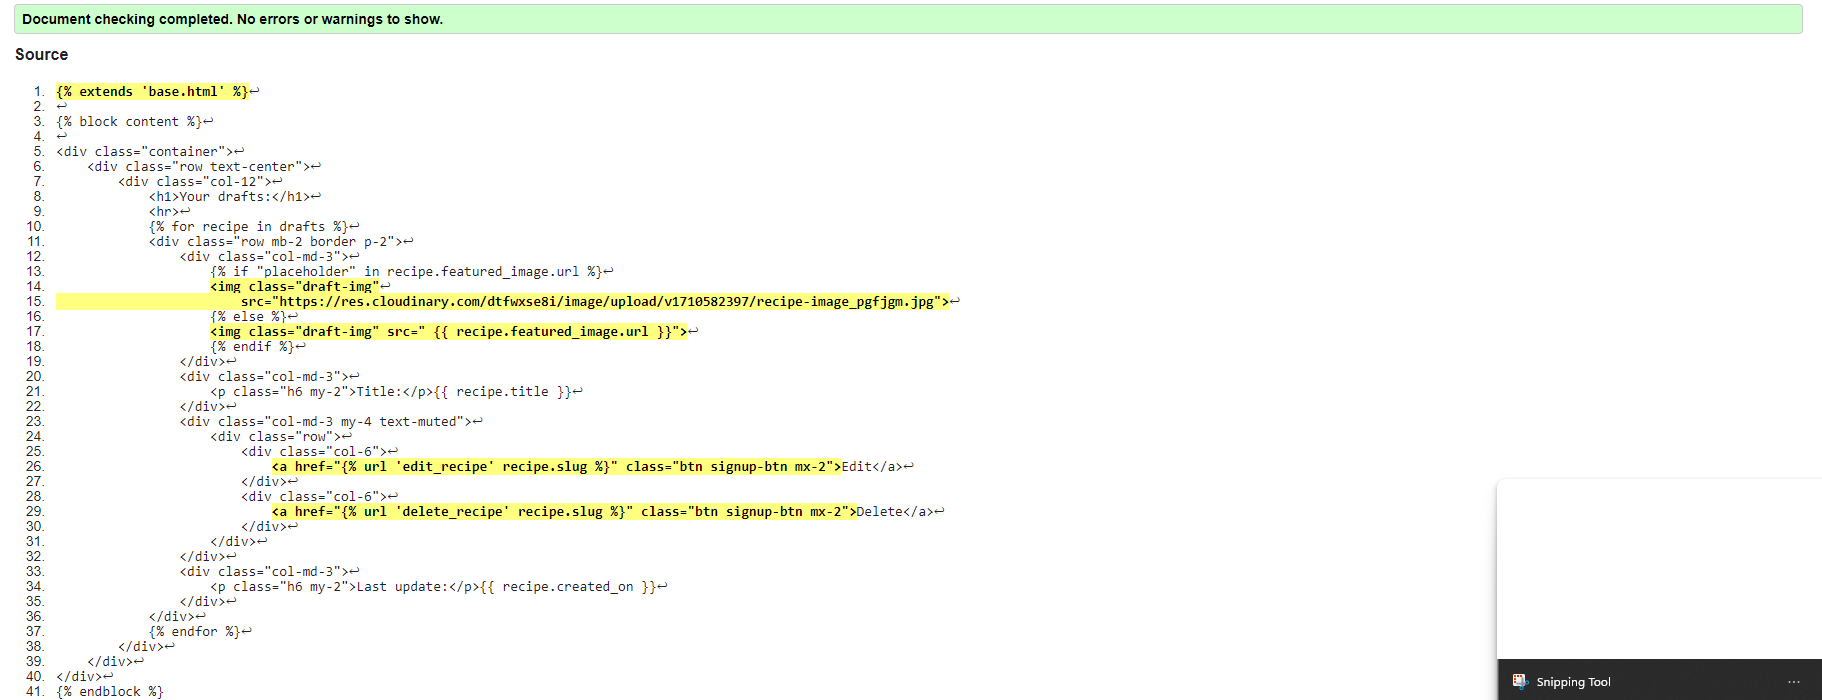 Document checking completed. No errors or warnings to show.
Source
1. {% extends 'base.html' %}↩
2. ↩
3. {% block content %}↩
4. ↩
5. <div class="container">↩
6.     <div class="row text-center">↩
7.         <div class="col-12">↩
8.             <h1>Your drafts:</h1>↩
9.             <hr>↩
10.             {% for recipe in drafts %}↩
11.             <div class="row mb-2 border p-2">↩
12.                 <div class="col-md-3">↩
13.                     {% if "placeholder" in recipe.featured_image.url %}↩
14.                     <img class="draft-img"↩
15.                         src="https://res.cloudinary.com/dtfwxse8i/image/upload/v1710582397/recipe-image_pgfjgm.jpg">↩
16.                     {% else %}↩
17.                     <img class="draft-img" src=" {{ recipe.featured_image.url }}">↩
18.                     {% endif %}↩
19.                 </div>↩
20.                 <div class="col-md-3">↩
21.                     <p class="h6 my-2">Title:</p>{{ recipe.title }}↩
22.                 </div>↩
23.                 <div class="col-md-3 my-4 text-muted">↩
24.                     <div class="row">↩
25.                         <div class="col-6">↩
26.                             <a href="{% url 'edit_recipe' recipe.slug %}" class="btn signup-btn mx-2">Edit</a>↩
27.                         </div>↩
28.                         <div class="col-6">↩
29.                             <a href="{% url 'delete_recipe' recipe.slug %}" class="btn signup-btn mx-2">Delete</a>↩
30.                         </div>↩
31.                     </div>↩
32.                 </div>↩
33.                 <div class="col-md-3">↩
34.                     <p class="h6 my-2">Last update:</p>{{ recipe.created_on }}↩
35.                 </div>↩
36.             </div>↩
37.             {% endfor %}↩
38.         </div>↩
39.     </div>↩
40. </div>↩
41. {% endblock %}
Snipping Tool